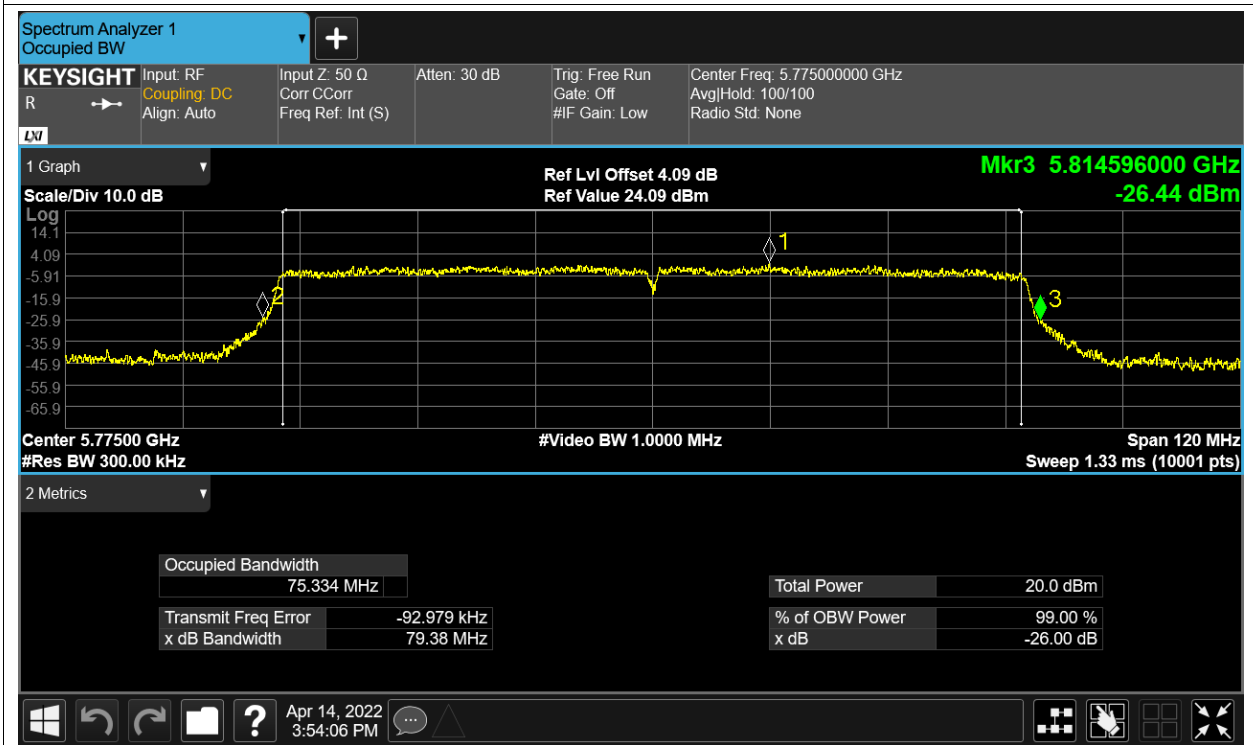 Spectrum Analyzer 1
Occupied BW
KEYSIGHT
R
LXI
Input: RF
Coupling: DC
Align: Auto
Input Z: 50 Ω
Corr CCorr
Freq Ref: Int (S)
Atten: 30 dB
Trig: Free Run
Gate: Off
#IF Gain: Low
Center Freq: 5.775000000 GHz
Avg|Hold: 100/100
Radio Std: None
1 Graph
Scale/Div 10.0 dB
Ref Lvl Offset 4.09 dB
Ref Value 24.09 dBm
Mkr3 5.814596000 GHz
-26.44 dBm
Log
14.1
4.09
-5.91
-15.9
-25.9
-35.9
-45.9
-55.9
-65.9
1
2
3
Center 5.77500 GHz
#Video BW 1.0000 MHz
Span 120 MHz
#Res BW 300.00 kHz
Sweep 1.33 ms (10001 pts)
2 Metrics
Occupied Bandwidth
75.334 MHz
Transmit Freq Error -92.979 kHz
x dB Bandwidth 79.38 MHz
Total Power 20.0 dBm
% of OBW Power 99.00 %
x dB -26.00 dB
?
Apr 14, 2022
3:54:06 PM